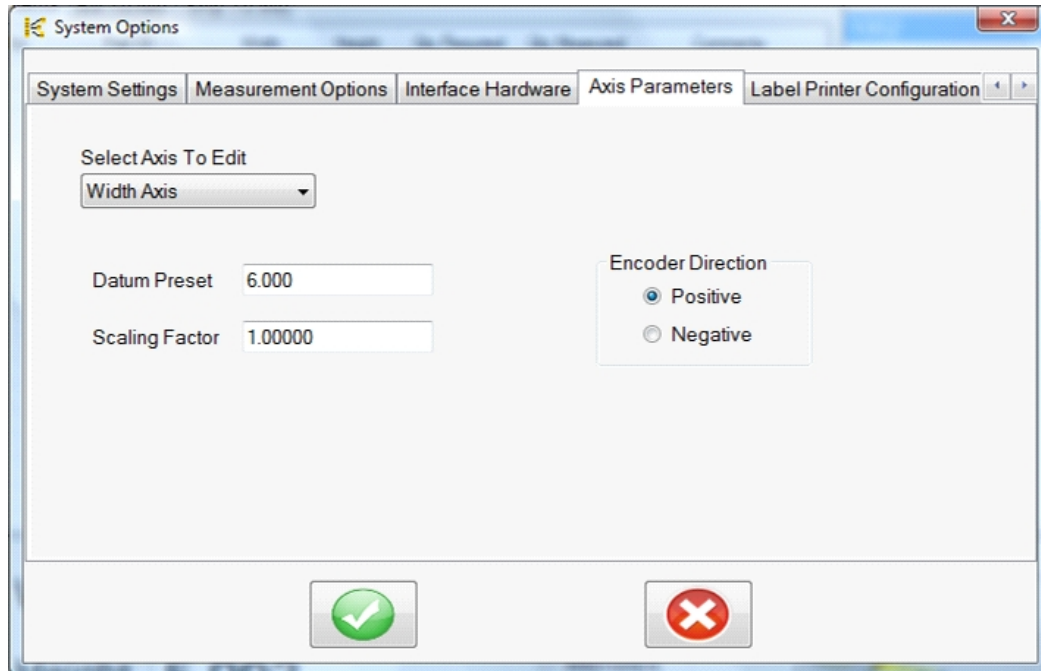 System Options
System Settings
Measurement Options
Interface Hardware
Axis Parameters
Label Printer Configuration
Select Axis To Edit
Width Axis
Datum Preset
6.000
Encoder Direction
Positive
Scaling Factor
1.00000
Negative